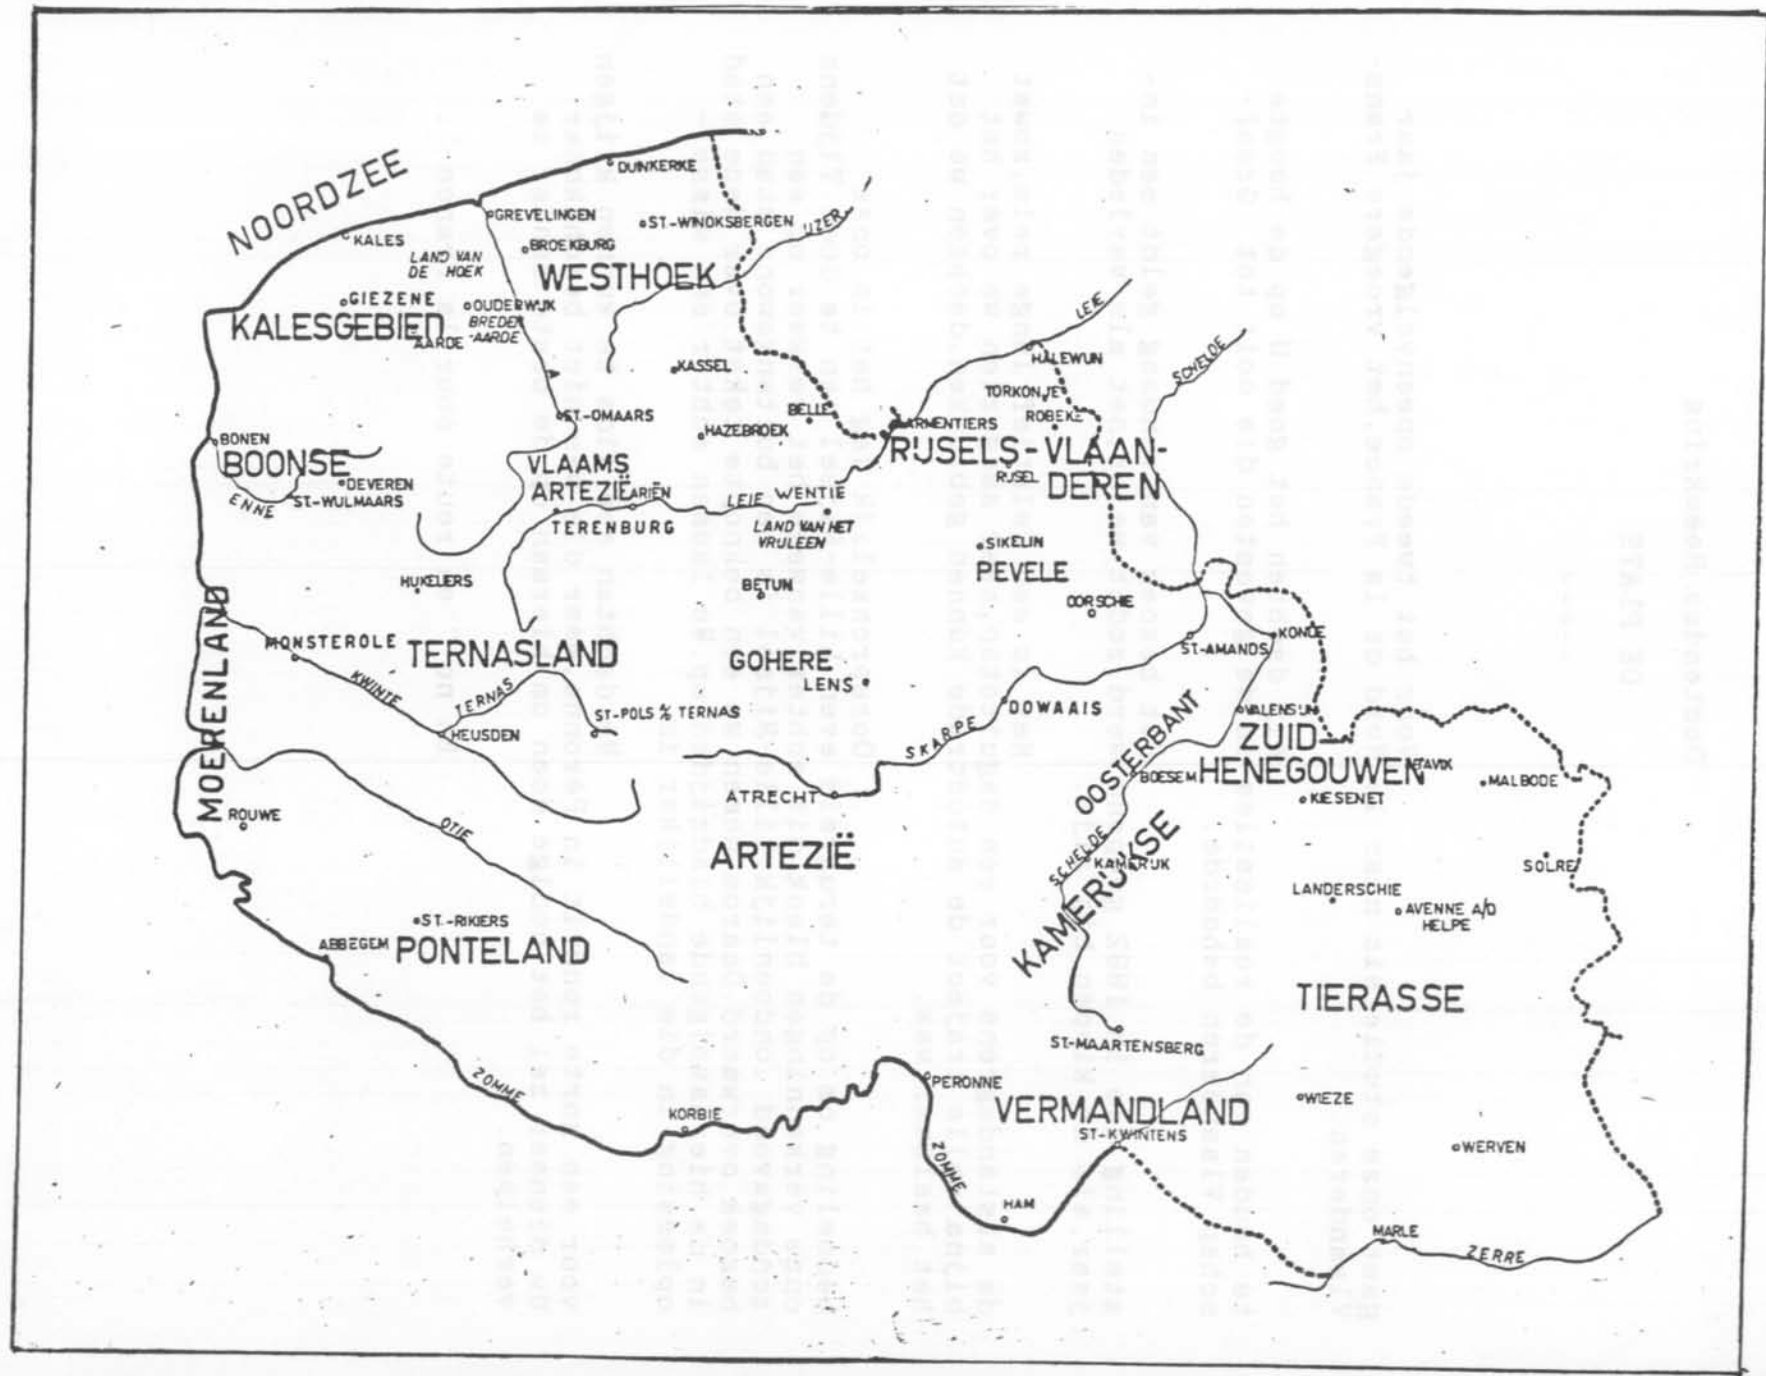 NOORDZEE
DUINKERKE
GREVELINGEN
ST-WINOKSBERGEN
IJZER
KALES
BROEKBURG
LAND VAN
DE HOEK
WESTHOEK
GIEZENE
OUDERWIJK
KALESGEBIED
BREDEN
-AARDE
AARDE
LEIE
HALEWIJN
SCHELDE
KASSEL
TORKONJE
BELLE
ROBEKE
ST-OMAARS
ARMENTIERS
HAZEBROEK
BONEN
BOONSE
VLAAMS
ARTEZIË
RIJSELS-VLAAN-
DEREN
RIJSEL
DEVEREN
ENNE
ST-WULMAARS
ARIËN
LEIE
WENTIE
TERENBURG
LAND VAN HET
VRIJLEEN
SIKELIN
PEVELE
HUKELIERS
BETUN
OORSCHIE
MOERENLAND
MONSTEROLE
TERNASLAND
GOHERE
LENS
KONDE
ST-AMANDS
KWINTE
TERNAS
ST-POLS % TERNAS
HEUSDEN
DOWAAIS
SKARPE
VALENSIJN
ZUID-
HENEGOUWEN
OOSTERBANT
BOESEM
MALBODE
KIESENET
ATRECHT
ROUWE
OTIE
ARTEZIË
SCHELDE
KAMERIJK
KAMERIJKSE
SOLRE
LANDERSCHIE
AVENNE A/D
HELPE
ST.-RIKIERS
ABBEGEM
PONTELAND
TIERASSE
ST-MAARTENSBERG
ZOMME
PERONNE
KORBIE
VERMANDLAND
ST-KWINTENS
WIEZE
WERVEN
ZOMME
HAM
MARLE
ZERRE